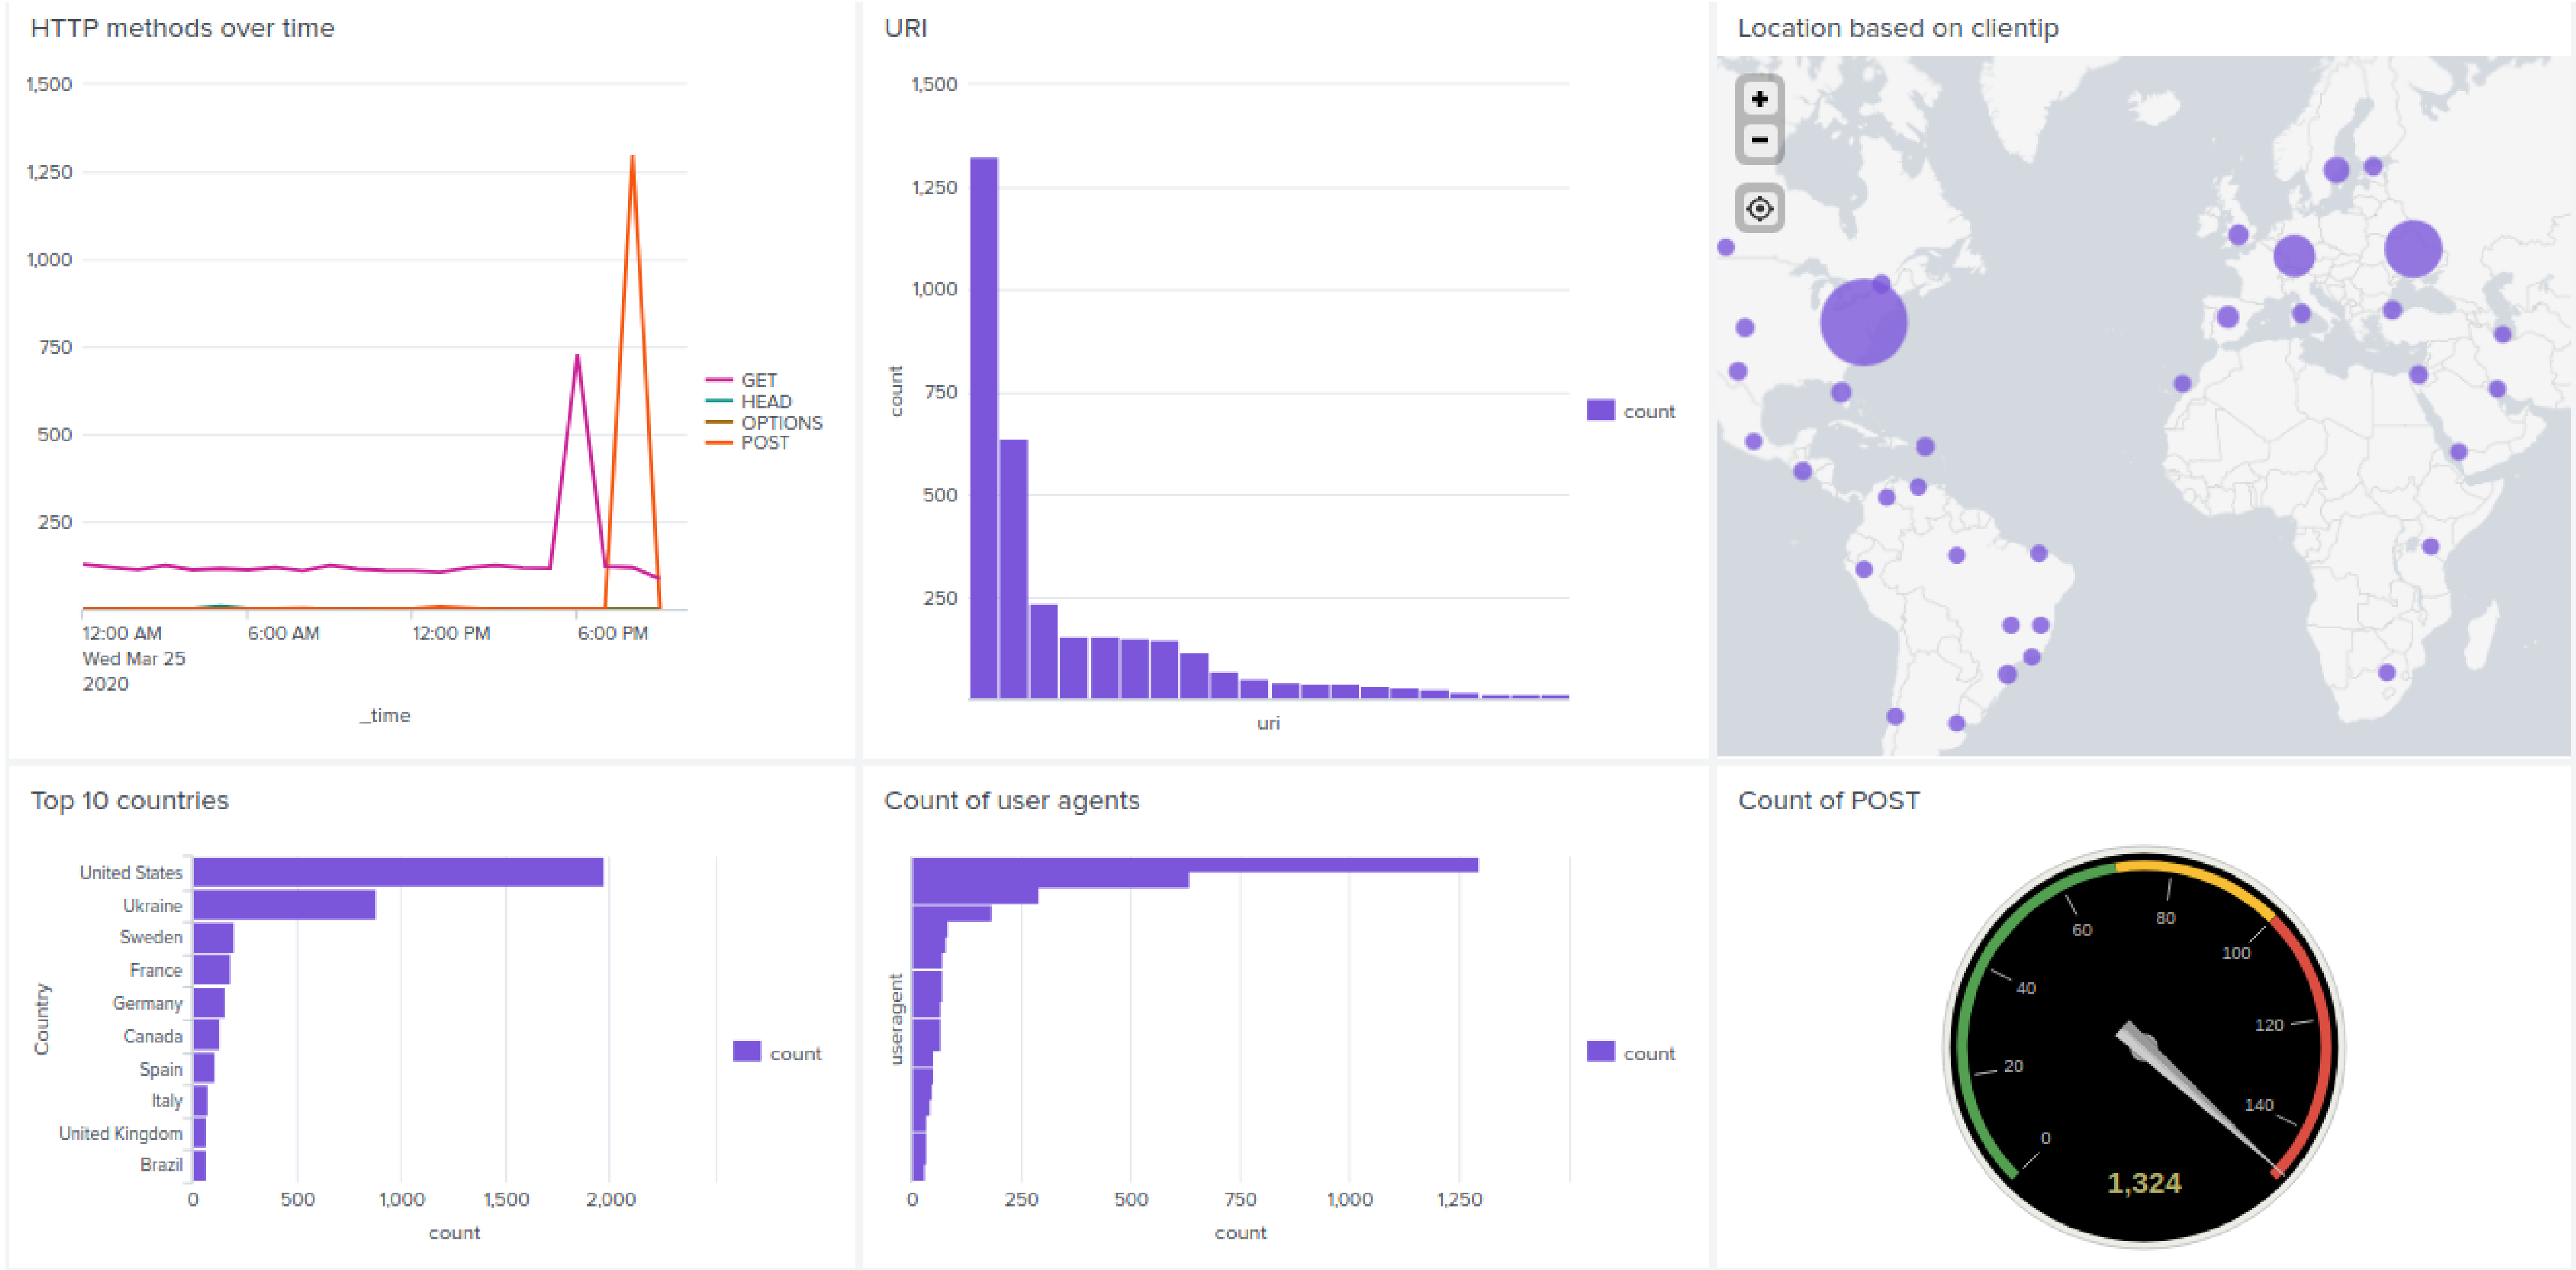 HTTP methods over time
1,500
1,250
1,000
750
500
250
12:00 AM
Wed Mar 25
2020
6:00 AM
12:00 PM
6:00 PM
_time
GET
HEAD
OPTIONS
POST
URI
1,500
1,250
1,000
750
500
250
count
uri
count
Location based on clientip
+
−
Top 10 countries
Country
United States
Ukraine
Sweden
France
Germany
Canada
Spain
Italy
United Kingdom
Brazil
0
500
1,000
1,500
2,000
count
count
Count of user agents
useragent
0
250
500
750
1,000
1,250
count
count
Count of POST
0
20
40
60
80
100
120
140
1,324